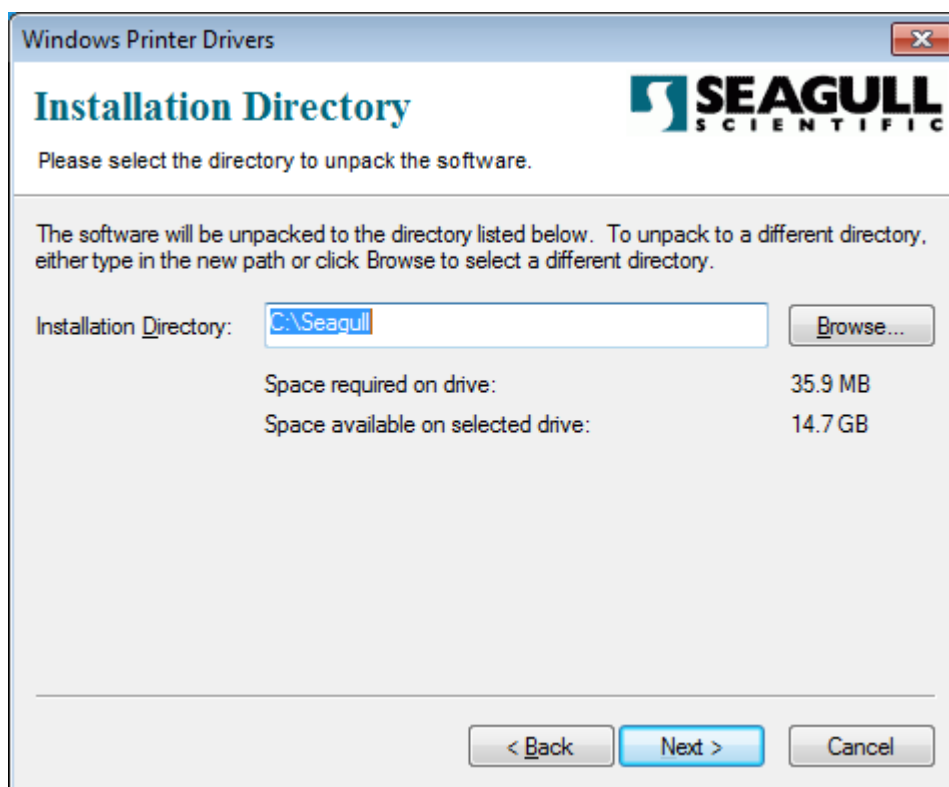 Windows Printer Drivers
Installation Directory
SEAGULL
SCIENTIFIC
Please select the directory to unpack the software.
The software will be unpacked to the directory listed below.  To unpack to a different directory,
either type in the new path or click Browse to select a different directory.
Installation Directory: C:\Seagull Browse...
Space required on drive: 35.9 MB
Space available on selected drive: 14.7 GB
< Back Next > Cancel